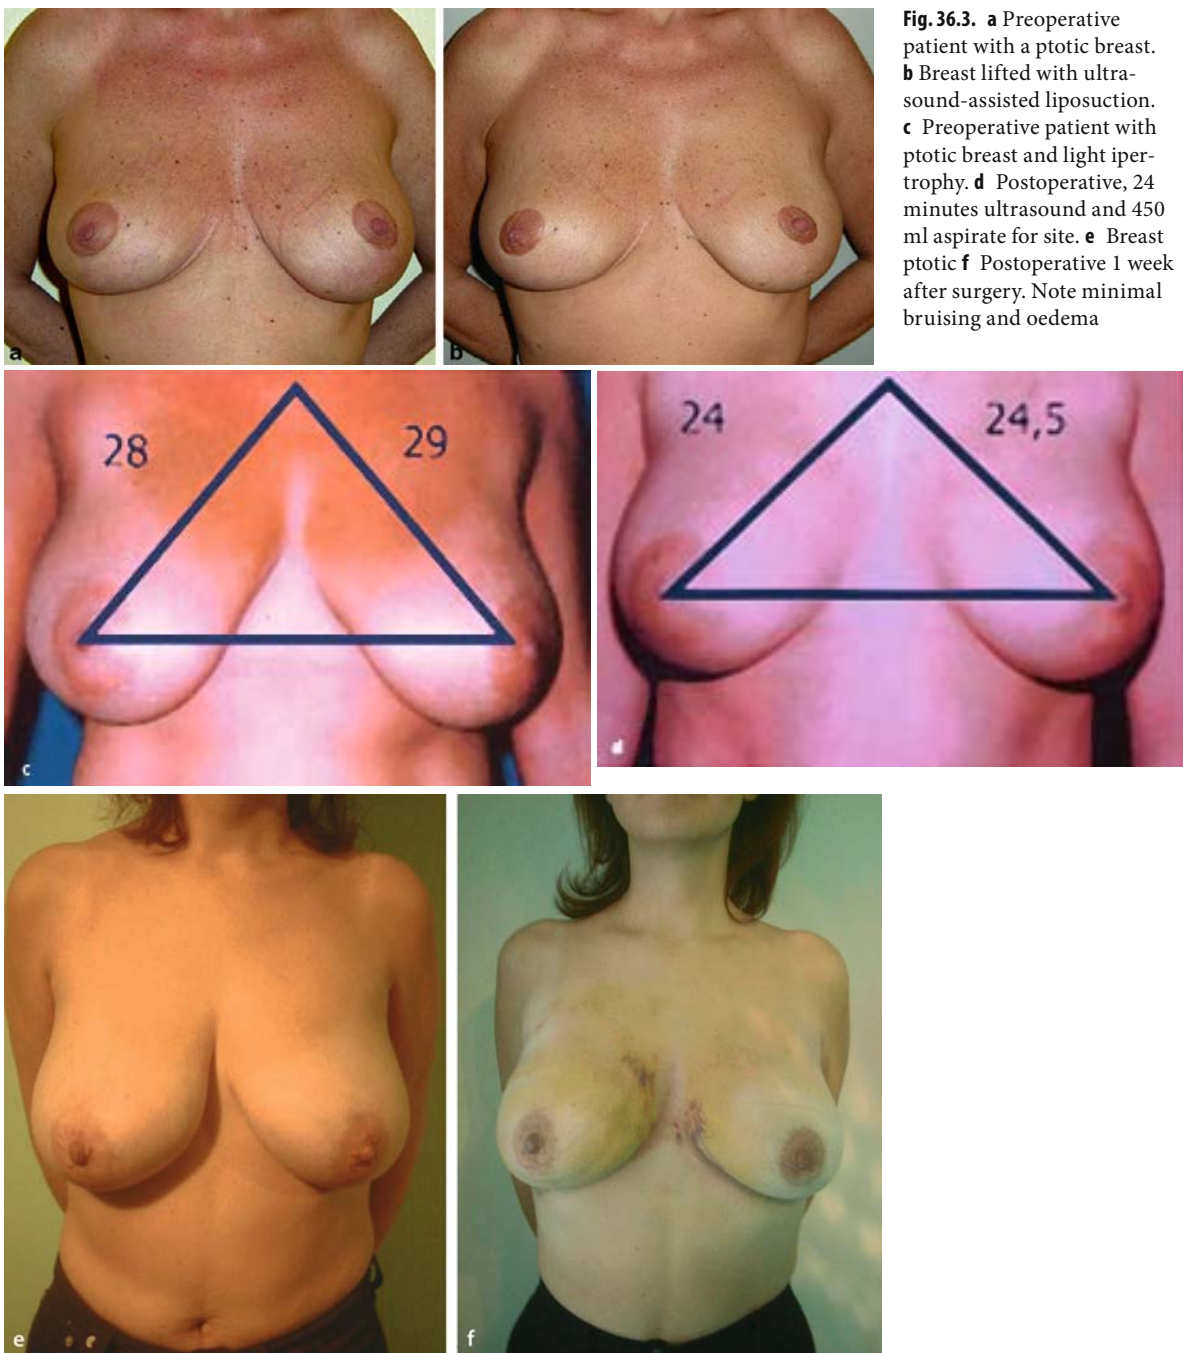 Fig. 36.3. a Preoperative
patient with a ptotic breast.
b Breast lifted with ultra-
sound-assisted liposuction.
c Preoperative patient with
ptotic breast and light iper-
trophy. d Postoperative, 24
minutes ultrasound and 450
ml aspirate for site. e Breast
ptotic f Postoperative 1 week
after surgery. Note minimal
bruising and oedema
a
b
28
29
c
24
24,5
d
e
f